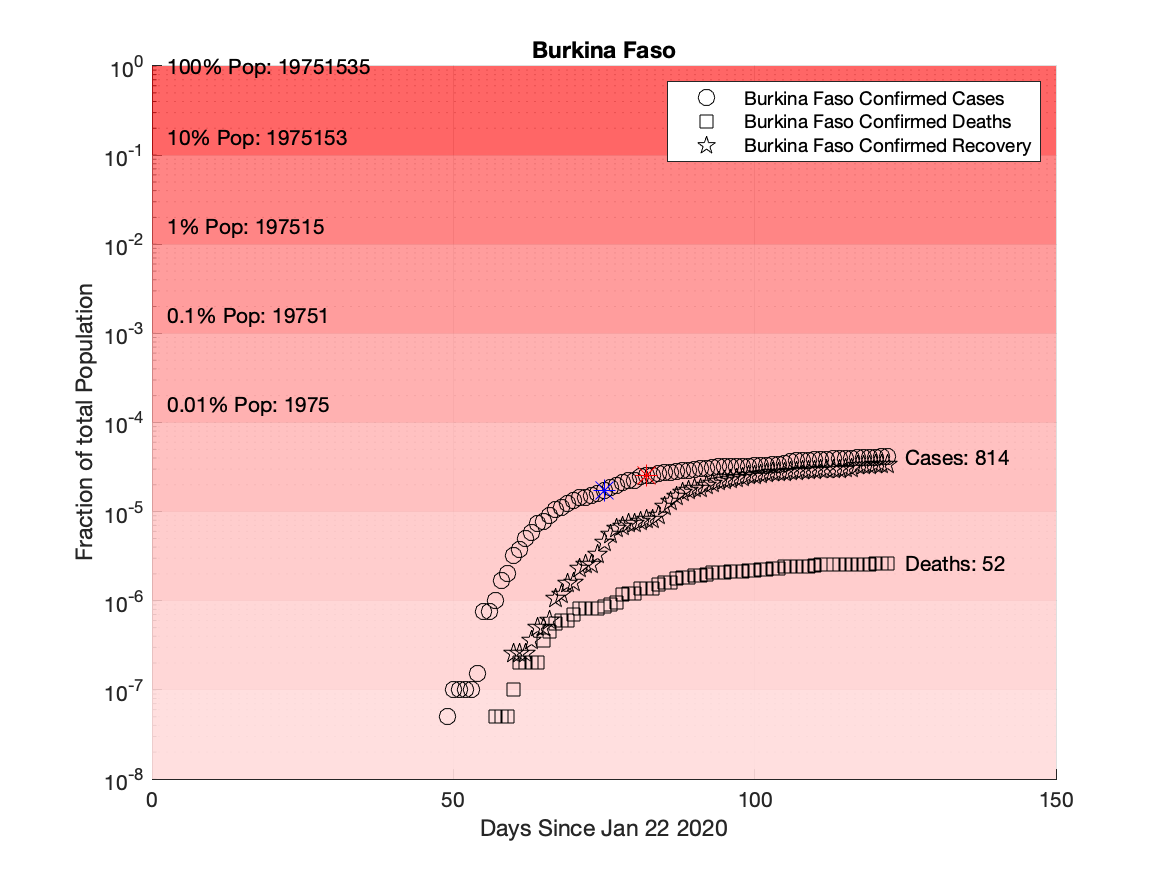 Burkina Faso
10^0
100% Pop: 19751535
Burkina Faso Confirmed Cases
Burkina Faso Confirmed Deaths
Burkina Faso Confirmed Recovery
10% Pop: 1975153
10^-1
1% Pop: 197515
10^-2
0.1% Pop: 19751
10^-3
0.01% Pop: 1975
10^-4
Cases: 814
10^-5
Deaths: 52
10^-6
10^-7
10^-8
Fraction of total Population
0 50 100 150
Days Since Jan 22 2020